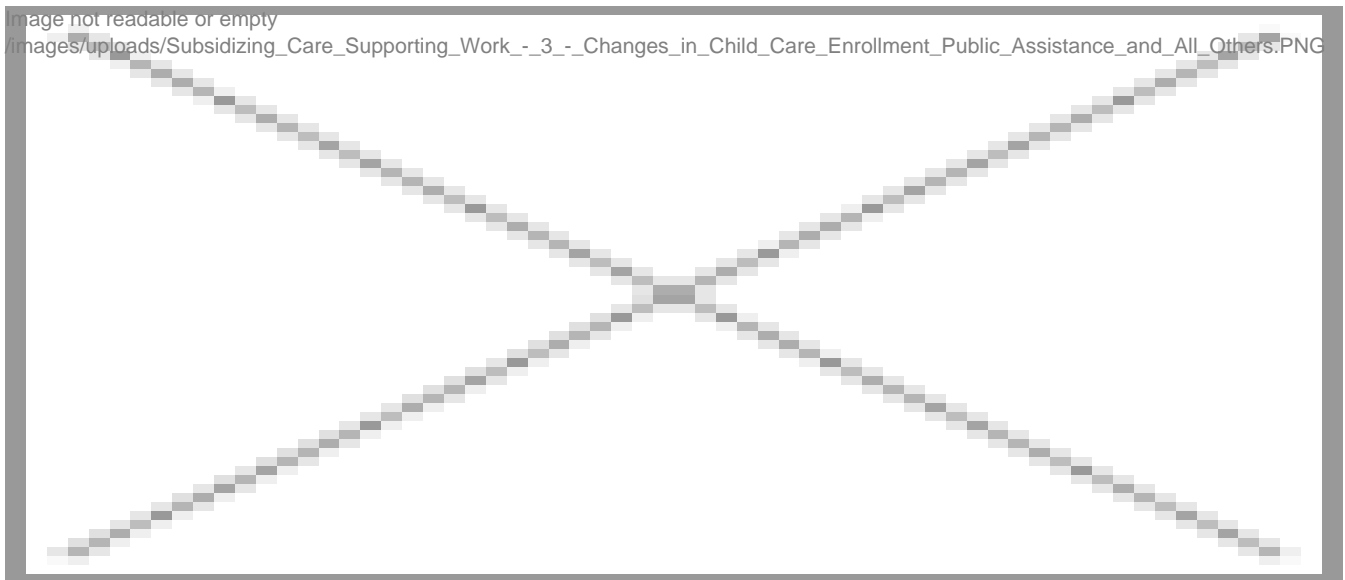 Image not readable or empty
/images/uploads/Subsidizing_Care_Supporting_Work_-_3_-_Changes_in_Child_Care_Enrollment_Public_Assistance_and_All_Others.PNG